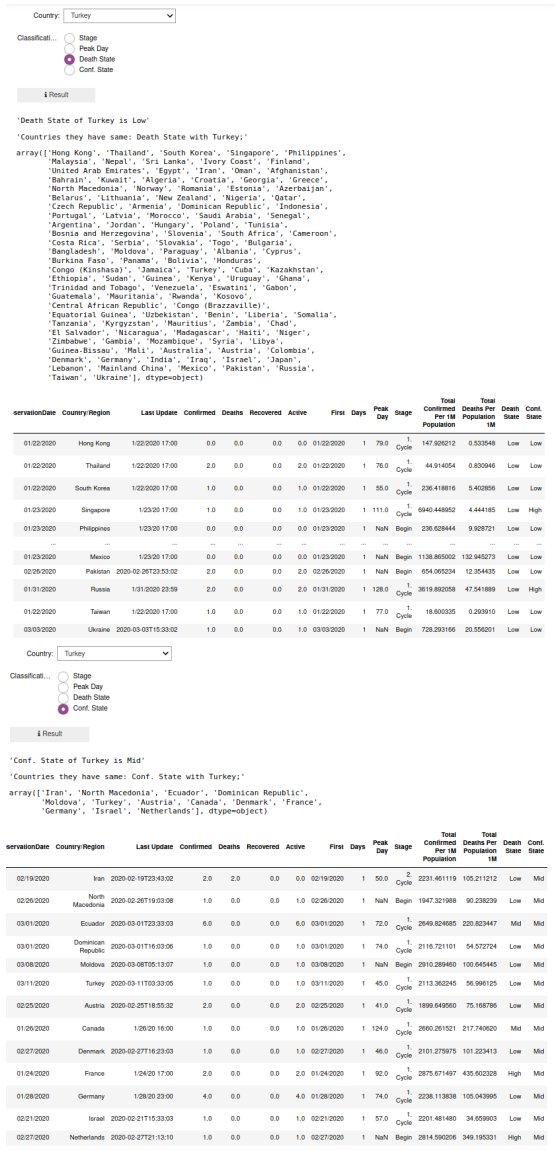 Country: Turkey
Classificati... Stage
Peak Day
Death State
Conf. State
i Result
'Death State of Turkey is Low'
'Countries they have same: Death State with Turkey;'
array(['Hong Kong', 'Thailand', 'South Korea', 'Singapore', 'Philippines',
'Malaysia', 'Nepal', 'Sri Lanka', 'Ivory Coast', 'Finland',
'United Arab Emirates', 'Egypt', 'Iran', 'Oman', 'Afghanistan',
'Bahrain', 'Kuwait', 'Algeria', 'Croatia', 'Georgia', 'Greece',
'North Macedonia', 'Norway', 'Romania', 'Estonia', 'Azerbaijan',
'Belarus', 'Lithuania', 'New Zealand', 'Nigeria', 'Qatar',
'Czech Republic', 'Armenia', 'Dominican Republic', 'Indonesia',
'Portugal', 'Latvia', 'Morocco', 'Saudi Arabia', 'Senegal',
'Argentina', 'Jordan', 'Hungary', 'Poland', 'Tunisia',
'Bosnia and Herzegovina', 'Slovenia', 'South Africa', 'Cameroon',
'Costa Rica', 'Serbia', 'Slovakia', 'Togo', 'Bulgaria',
'Bangladesh', 'Moldova', 'Paraguay', 'Albania', 'Cyprus',
'Burkina Faso', 'Panama', 'Bolivia', 'Honduras',
'Congo (Kinshasa)', 'Jamaica', 'Turkey', 'Cuba', 'Kazakhstan',
'Ethiopia', 'Sudan', 'Guinea', 'Kenya', 'Uruguay', 'Ghana',
'Trinidad and Tobago', 'Venezuela', 'Eswatini', 'Gabon',
'Guatemala', 'Mauritania', 'Rwanda', 'Kosovo',
'Central African Republic', 'Congo (Brazzaville)',
'Equatorial Guinea', 'Uzbekistan', 'Benin', 'Liberia', 'Somalia',
'Tanzania', 'Kyrgyzstan', 'Mauritius', 'Zambia', 'Chad',
'El Salvador', 'Nicaragua', 'Madagascar', 'Haiti', 'Niger',
'Zimbabwe', 'Gambia', 'Mozambique', 'Syria', 'Libya',
'Guinea-Bissau', 'Mali', 'Australia', 'Austria', 'Colombia',
'Denmark', 'Germany', 'India', 'Iraq', 'Israel', 'Japan',
'Lebanon', 'Mainland China', 'Mexico', 'Pakistan', 'Russia',
'Taiwan', 'Ukraine'], dtype=object)
servationDate Country/Region Last Update Confirmed Deaths Recovered Active First Days Peak Day Stage Total Confirmed Per 1M Population Total Deaths Per Population 1M Death State Conf. State
01/22/2020 Hong Kong 1/22/2020 17:00 0.0 0.0 0.0 0.0 01/22/2020 1 79.0 1. Cycle 147.926212 0.533548 Low Low
01/22/2020 Thailand 1/22/2020 17:00 2.0 0.0 0.0 2.0 01/22/2020 1 76.0 1. Cycle 44.914054 0.830946 Low Low
01/22/2020 South Korea 1/22/2020 17:00 1.0 0.0 0.0 1.0 01/22/2020 1 55.0 1. Cycle 236.418816 5.402856 Low Low
01/23/2020 Singapore 1/23/20 17:00 1.0 0.0 0.0 1.0 01/23/2020 1 111.0 1. Cycle 6940.448952 4.444185 Low High
01/23/2020 Philippines 1/23/20 17:00 0.0 0.0 0.0 0.0 01/23/2020 1 NaN Begin 236.628444 9.928721 Low Low
... ... ... ... ... ... ... ... ... ... ... ... ... ... ...
01/23/2020 Mexico 1/23/20 17:00 0.0 0.0 0.0 0.0 01/23/2020 1 NaN Begin 1138.865002 132.945273 Low Low
02/26/2020 Pakistan 2020-02-26T23:53:02 2.0 0.0 0.0 2.0 02/26/2020 1 NaN Begin 654.065234 12.354435 Low Low
01/31/2020 Russia 1/31/2020 23:59 2.0 0.0 0.0 2.0 01/31/2020 1 128.0 1. Cycle 3619.892058 47.541889 Low High
01/22/2020 Taiwan 1/22/2020 17:00 1.0 0.0 0.0 1.0 01/22/2020 1 77.0 1. Cycle 18.600335 0.293910 Low Low
03/03/2020 Ukraine 2020-03-03T15:33:02 1.0 0.0 0.0 1.0 03/03/2020 1 NaN Begin 728.293166 20.556201 Low Low
Country: Turkey
Classificati... Stage
Peak Day
Death State
Conf. State
i Result
'Conf. State of Turkey is Mid'
'Countries they have same: Conf. State with Turkey;'
array(['Iran', 'North Macedonia', 'Ecuador', 'Dominican Republic',
'Moldova', 'Turkey', 'Austria', 'Canada', 'Denmark', 'France',
'Germany', 'Israel', 'Netherlands'], dtype=object)
servationDate Country/Region Last Update Confirmed Deaths Recovered Active First Days Peak Day Stage Total Confirmed Per 1M Population Total Deaths Per Population 1M Death State Conf. State
02/19/2020 Iran 2020-02-19T23:43:02 2.0 2.0 0.0 0.0 02/19/2020 1 50.0 2. Cycle 2231.461119 105.211212 Low Mid
02/26/2020 North Macedonia 2020-02-26T19:03:08 1.0 0.0 0.0 1.0 02/26/2020 1 NaN Begin 1947.321988 90.238239 Low Mid
03/01/2020 Ecuador 2020-03-01T23:33:03 6.0 0.0 0.0 6.0 03/01/2020 1 72.0 1. Cycle 2649.824685 220.823447 Mid Mid
03/01/2020 Dominican Republic 2020-03-01T16:03:06 1.0 0.0 0.0 1.0 03/01/2020 1 74.0 1. Cycle 2116.721101 54.572724 Low Mid
03/08/2020 Moldova 2020-03-08T05:13:07 1.0 0.0 0.0 1.0 03/08/2020 1 NaN Begin 2910.289460 100.645445 Low Mid
03/11/2020 Turkey 2020-03-11T03:33:05 1.0 0.0 0.0 1.0 03/11/2020 1 45.0 1. Cycle 2113.362245 56.996125 Low Mid
02/25/2020 Austria 2020-02-25T18:55:32 2.0 0.0 0.0 2.0 02/25/2020 1 41.0 1. Cycle 1899.649560 75.168786 Low Mid
01/26/2020 Canada 1/26/20 16:00 1.0 0.0 0.0 1.0 01/26/2020 1 124.0 1. Cycle 2660.261521 217.740620 Mid Mid
02/27/2020 Denmark 2020-02-27T16:23:03 1.0 0.0 0.0 1.0 02/27/2020 1 46.0 1. Cycle 2101.275975 101.223413 Low Mid
01/24/2020 France 1/24/20 17:00 2.0 0.0 0.0 2.0 01/24/2020 1 92.0 1. Cycle 2875.671497 435.602328 High Mid
01/28/2020 Germany 1/28/20 23:00 4.0 0.0 0.0 4.0 01/28/2020 1 74.0 1. Cycle 2238.113838 105.043995 Low Mid
02/21/2020 Israel 2020-02-21T15:33:03 1.0 0.0 0.0 1.0 02/21/2020 1 57.0 1. Cycle 2201.481480 34.659903 Low Mid
02/27/2020 Netherlands 2020-02-27T21:13:10 1.0 0.0 0.0 1.0 02/27/2020 1 NaN Begin 2814.590206 349.195331 High Mid